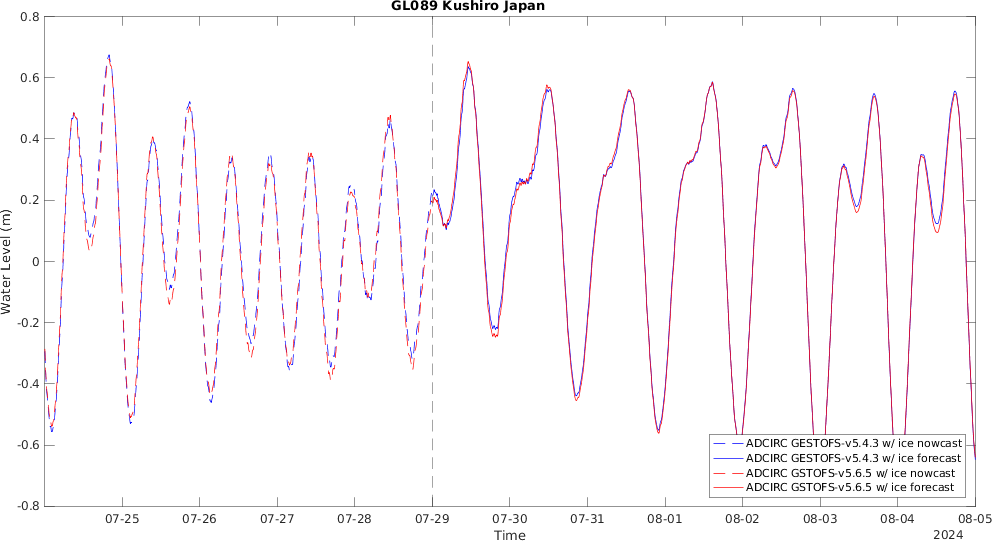 GL089 Kushiro Japan
0.8
0.6
0.4
0.2
0
-0.2
-0.4
-0.6
-0.8
Water Level (m)
07-25 07-26 07-27 07-28 07-29 07-30 07-31 08-01 08-02 08-03 08-04 08-05
Time
2024
ADCIRC GESTOFS-v5.4.3 w/ ice nowcast
ADCIRC GESTOFS-v5.4.3 w/ ice forecast
ADCIRC GSTOFS-v5.6.5 w/ ice nowcast
ADCIRC GSTOFS-v5.6.5 w/ ice forecast